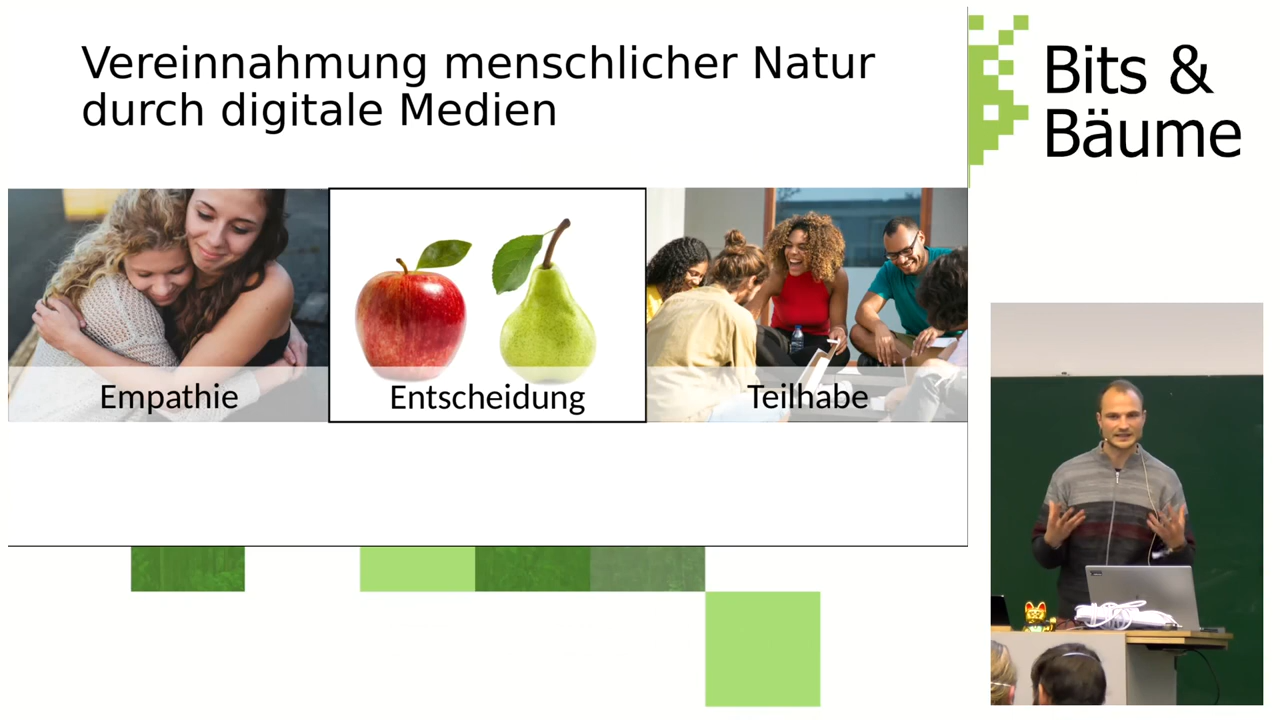 Vereinnahmung menschlicher Natur
durch digitale Medien
Bits &
Bäume
Empathie
Entscheidung
Teilhabe